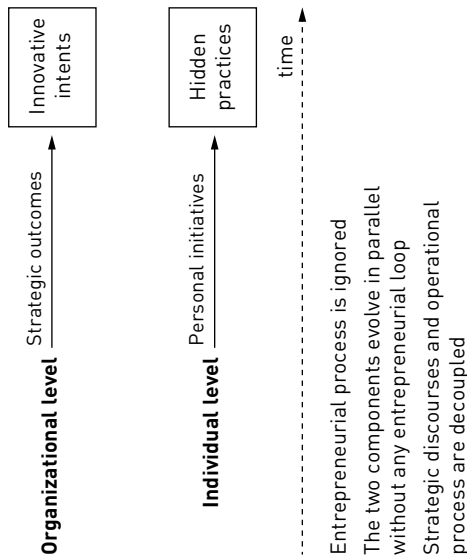 Organizational level
Strategic outcomes
Innovative
intents
Individual level
Personal initiatives
Hidden
practices
time
Entrepreneurial process is ignored
The two components evolve in parallel
without any entrepreneurial loop
Strategic discourses and operational
process are decoupled